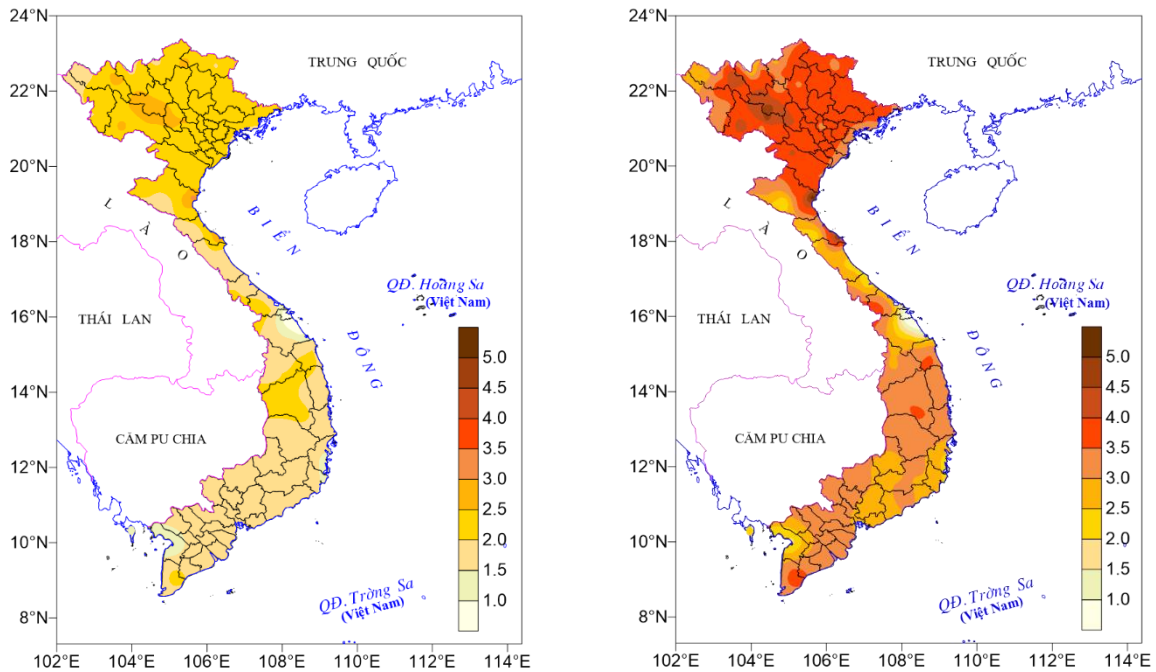 24°N
22°N
20°N
18°N
16°N
14°N
12°N
10°N
8°N
102°E 104°E 106°E 108°E 110°E 112°E 114°E
TRUNG QUỐC
LÀO
BIỂN
ĐÔNG
QĐ. Hoàng Sa
(Việt Nam)
THÁI LAN
CĂM PU CHIA
QĐ. Trờng Sa
(Việt Nam)
5.0
4.5
4.0
3.5
3.0
2.5
2.0
1.5
1.0
24°N
22°N
20°N
18°N
16°N
14°N
12°N
10°N
8°N
102°E 104°E 106°E 108°E 110°E 112°E 114°E
TRUNG QUỐC
LÀO
BIỂN
ĐÔNG
QĐ. Hoàng Sa
(Việt Nam)
THÁI LAN
CĂM PU CHIA
QĐ. Trờng Sa
(Việt Nam)
5.0
4.5
4.0
3.5
3.0
2.5
2.0
1.5
1.0